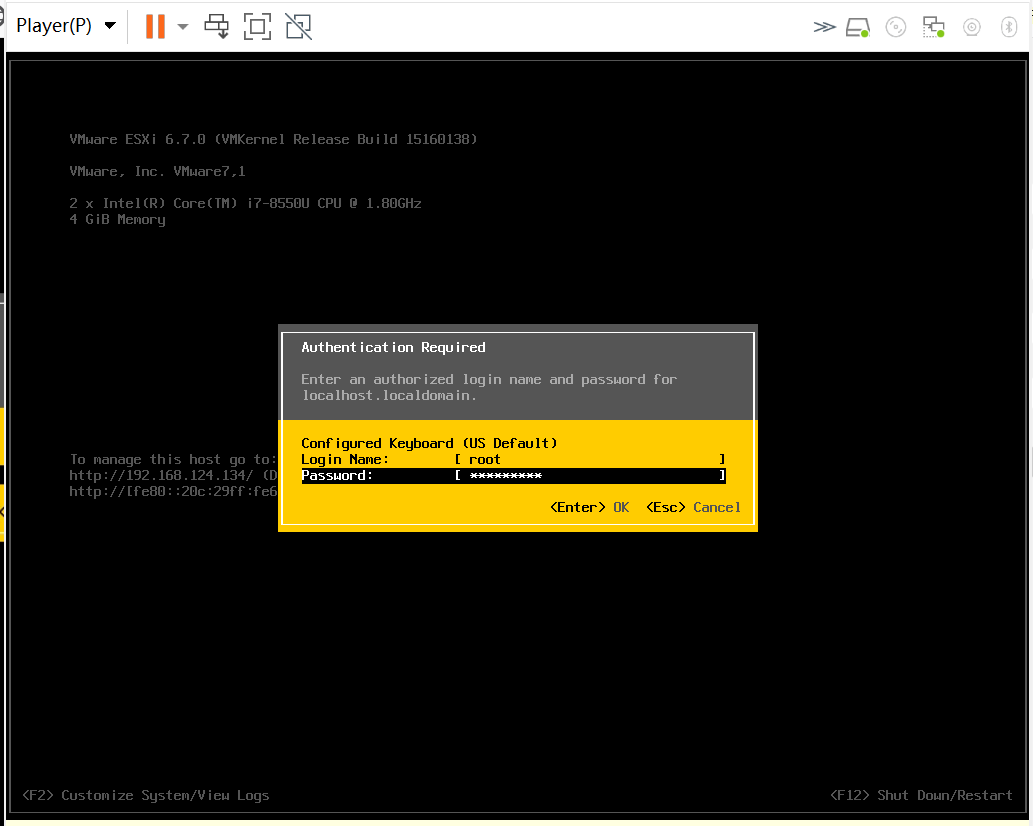 Player(P)
VMware ESXi 6.7.0 (VMKernel Release Build 15160138)
VMware, Inc. VMware7,1
2 x Intel(R) Core(TM) i7-8550U CPU @ 1.80GHz
4 GiB Memory
Authentication Required
Enter an authorized login name and password for
localhost.localdomain.
Configured Keyboard (US Default)
To manage this host go to:
Login Name: [ root ]
http://192.168.124.134/ (D
Password: [ ********* ]
http://[fe80::20c:29ff:fe6
<Enter> OK <Esc> Cancel
<F2> Customize System/View Logs
<F12> Shut Down/Restart